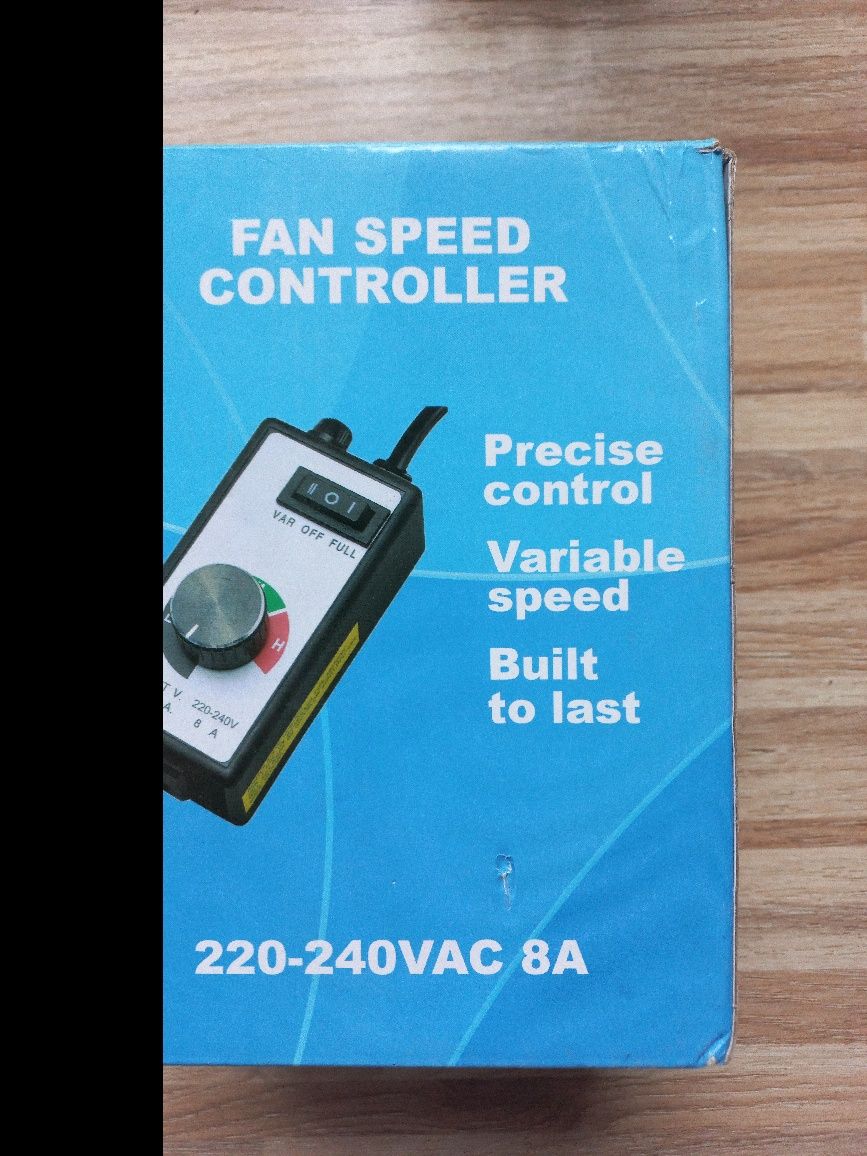 FAN SPEED
CONTROLLER
Precise
control
Variable
speed
Built
to last
II O I
VAR OFF FULL
H
T V. 220-240V
A. 8 A
220-240VAC 8A